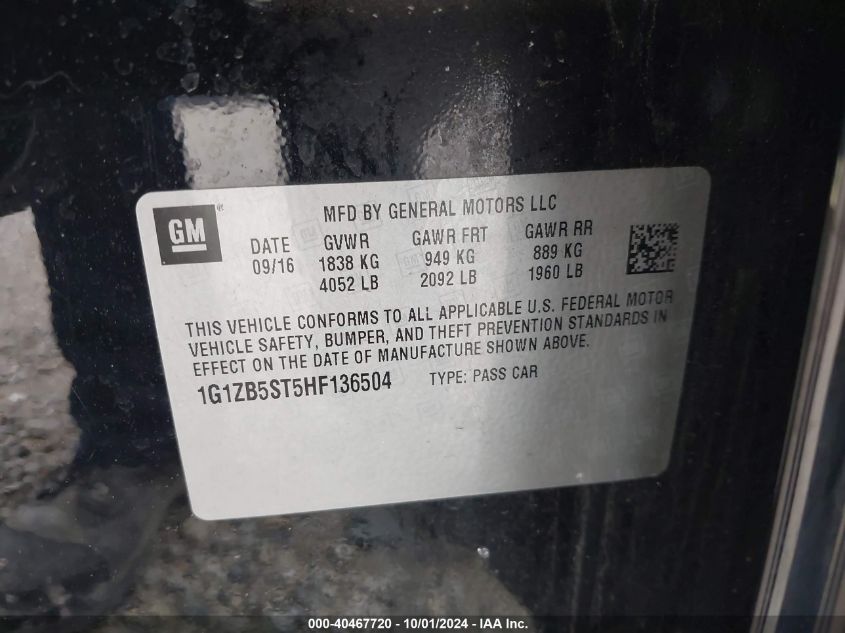 GM ®
MFD BY GENERAL MOTORS LLC
DATE GVWR GAWR FRT GAWR RR
09/16 1838 KG 949 KG 889 KG
4052 LB 2092 LB 1960 LB
THIS VEHICLE CONFORMS TO ALL APPLICABLE U.S. FEDERAL MOTOR
VEHICLE SAFETY, BUMPER, AND THEFT PREVENTION STANDARDS IN
EFFECT ON THE DATE OF MANUFACTURE SHOWN ABOVE.
1G1ZB5ST5HF136504 TYPE: PASS CAR
000-40467720 - 10/01/2024 - IAA Inc.